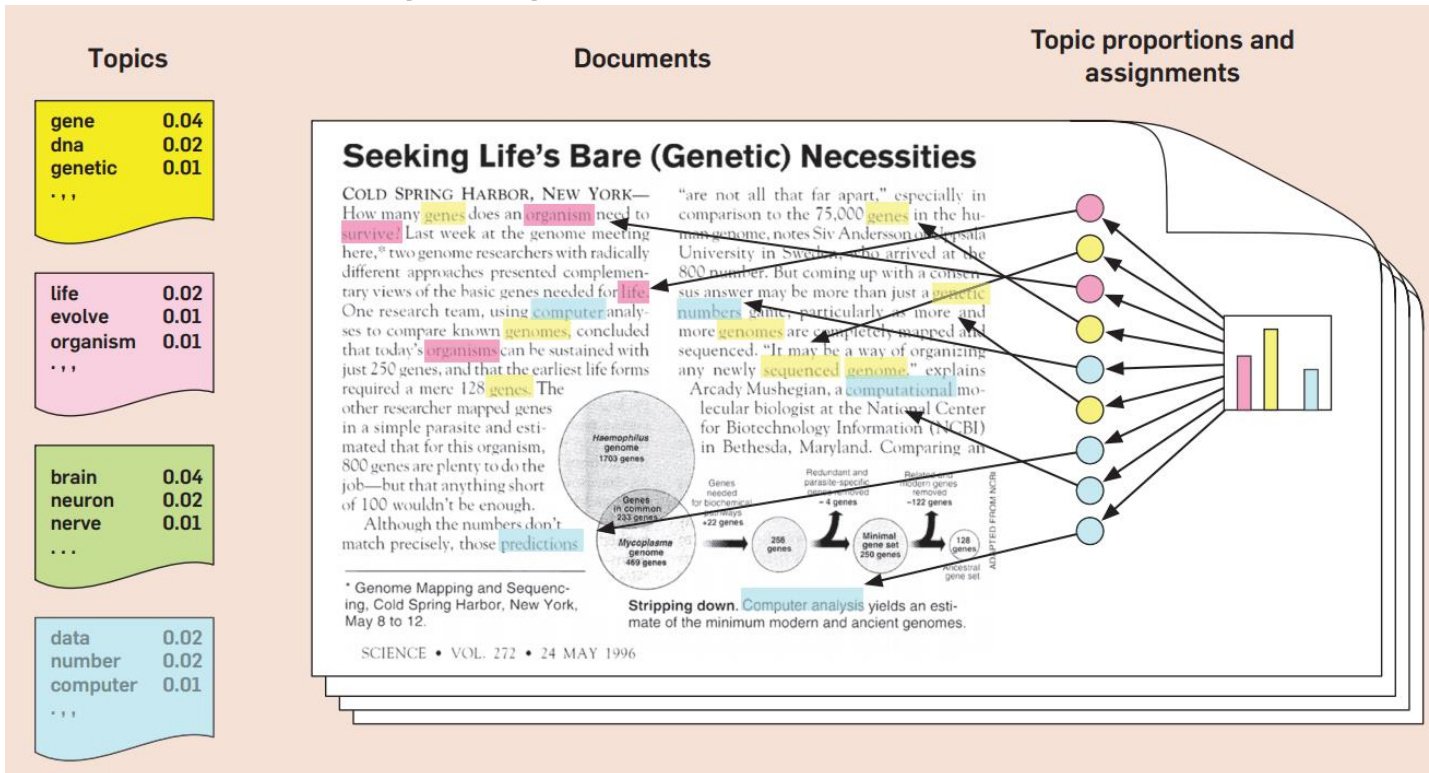 Topics
gene 0.04
dna 0.02
genetic 0.01
. , ,
life 0.02
evolve 0.01
organism 0.01
. , ,
brain 0.04
neuron 0.02
nerve 0.01
. . .
data 0.02
number 0.02
computer 0.01
. , ,
Documents
Seeking Life's Bare (Genetic) Necessities
COLD SPRING HARBOR, NEW YORK—
How many genes does an organism need to
survive? Last week at the genome meeting
here,* two genome researchers with radically
different approaches presented complemen-
tary views of the basic genes needed for life.
One research team, using computer analy-
ses to compare known genomes, concluded
that today's organisms can be sustained with
just 250 genes, and that the earliest life forms
required a mere 128 genes. The
other researcher mapped genes
in a simple parasite and esti-
mated that for this organism,
800 genes are plenty to do the
job—but that anything short
of 100 wouldn't be enough.
Although the numbers don't
match precisely, those predictions
* Genome Mapping and Sequenc-
ing, Cold Spring Harbor, New York,
May 8 to 12.
SCIENCE • VOL. 272 • 24 MAY 1996
"are not all that far apart," especially in
comparison to the 75,000 genes in the hu-
man genome, notes Siv Andersson of Uppsala
University in Sweden, who arrived at the
800 number. But coming up with a consen-
sus answer may be more than just a genetic
numbers game, particularly as more and
more genomes are completely mapped and
sequenced. "It may be a way of organizing
any newly sequenced genome," explains
Arcady Mushegian, a computational mo-
lecular biologist at the National Center
for Biotechnology Information (NCBI)
in Bethesda, Maryland. Comparing an
Haemophilus
genome
1703 genes
Genes
in common
233 genes
Mycoplasma
genome
469 genes
Genes
needed
for biochemical
pathways
+22 genes
256
genes
Redundant and
parasite-specific
genes removed
– 4 genes
Minimal
gene set
250 genes
Related and
modern genes
removed
–122 genes
128
genes
Ancestral
gene set
ADAPTED FROM NCBI
Stripping down. Computer analysis yields an esti-
mate of the minimum modern and ancient genomes.
Topic proportions and
assignments